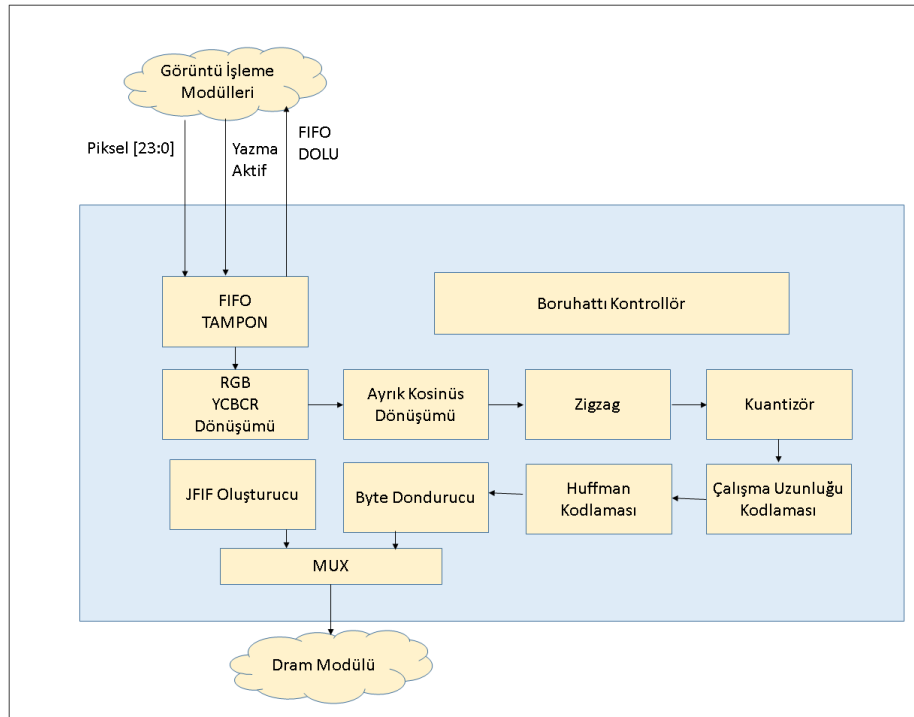 Görüntü İşleme
Modülleri
Piksel [23:0]
Yazma
Aktif
FIFO
DOLU
FIFO
TAMPON
Boruhattı Kontrollör
RGB
YCBCR
Dönüşümü
Ayrık Kosinüs
Dönüşümü
Zigzag
Kuantizör
JFIF Oluşturucu
Byte Dondurucu
Huffman
Kodlaması
Çalışma Uzunluğu
Kodlaması
MUX
Dram Modülü